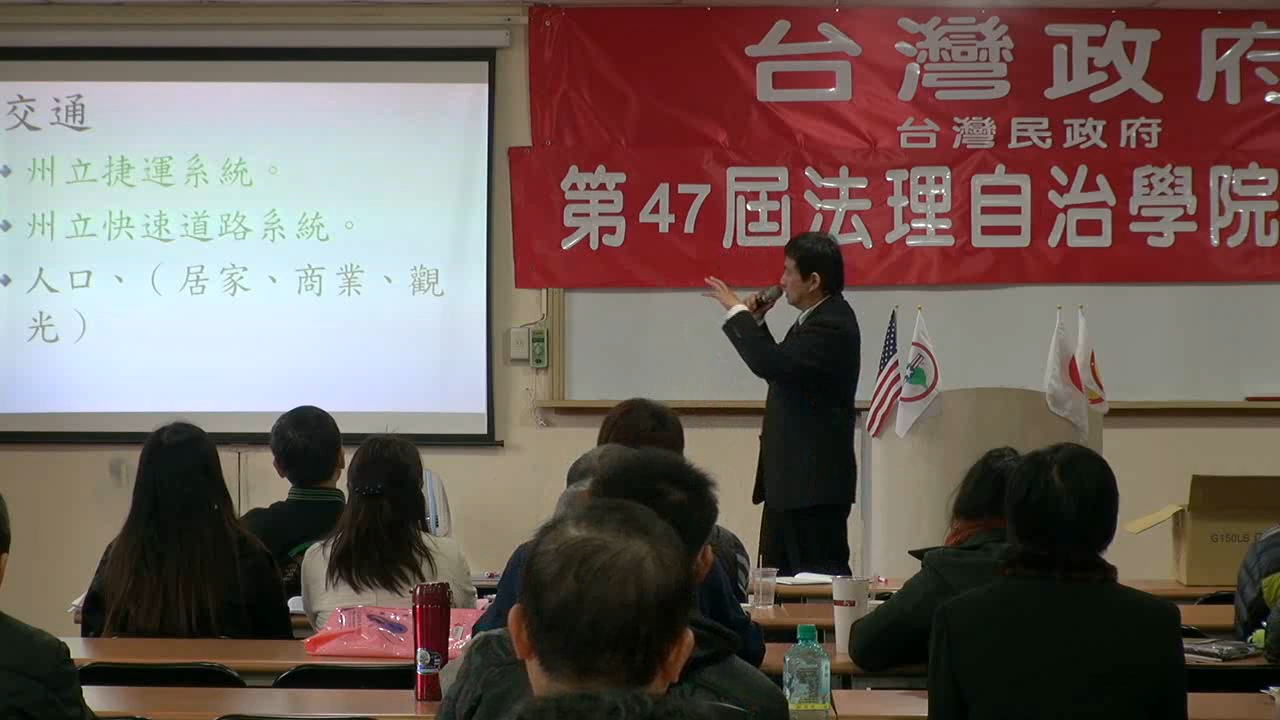 交通
州立捷運系統。
州立快速道路系統。
人口、（居家、商業、觀
光）
台灣政府
台灣民政府
第47屆法理自治學院
G150LS